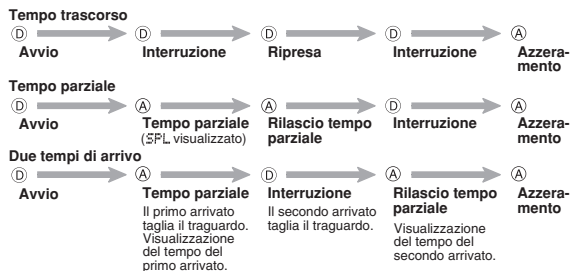 Tempo trascorso
Ⓓ Ⓓ Ⓓ Ⓓ Ⓐ
Avvio Interruzione Ripresa Interruzione Azzera-
mento
Tempo parziale
Ⓓ Ⓐ Ⓐ Ⓓ Ⓐ
Avvio Tempo parziale Rilascio tempo Interruzione Azzera-
(SPL visualizzato) parziale mento
Due tempi di arrivo
Ⓓ Ⓐ Ⓓ Ⓐ Ⓐ
Avvio Tempo parziale Interruzione Rilascio tempo Azzera-
Il primo arrivato Il secondo arrivato parziale mento
taglia il traguardo. taglia il traguardo. Visualizzazione
Visualizzazione del tempo del
del tempo del secondo arrivato.
primo arrivato.